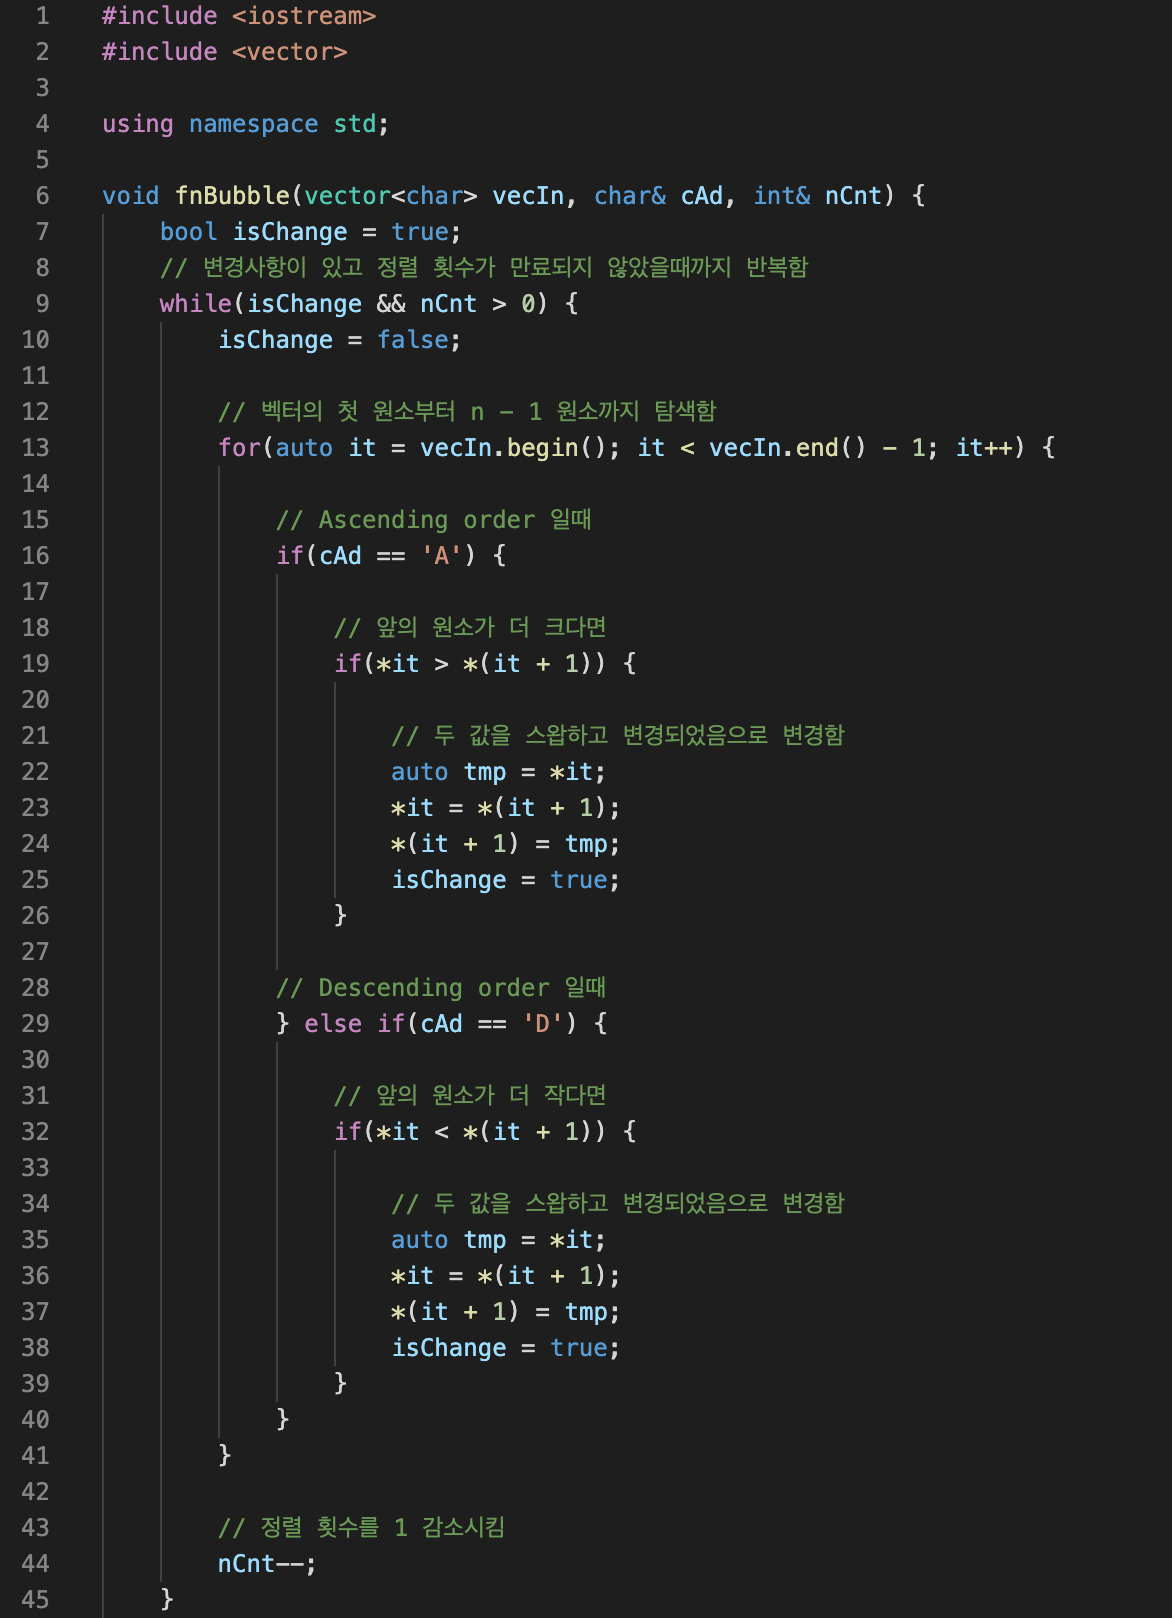 1 #include <iostream>
2 #include <vector>
3
4 using namespace std;
5
6 void fnBubble(vector<char> vecIn, char& cAd, int& nCnt) {
7     bool isChange = true;
8     // 변경사항이 있고 정렬 횟수가 만료되지 않았을때까지 반복함
9     while(isChange && nCnt > 0) {
10         isChange = false;
11
12         // 벡터의 첫 원소부터 n - 1 원소까지 탐색함
13         for(auto it = vecIn.begin(); it < vecIn.end() - 1; it++) {
14
15             // Ascending order 일때
16             if(cAd == 'A') {
17
18                 // 앞의 원소가 더 크다면
19                 if(*it > *(it + 1)) {
20
21                     // 두 값을 스왑하고 변경되었음으로 변경함
22                     auto tmp = *it;
23                     *it = *(it + 1);
24                     *(it + 1) = tmp;
25                     isChange = true;
26                 }
27
28             // Descending order 일때
29             } else if(cAd == 'D') {
30
31                 // 앞의 원소가 더 작다면
32                 if(*it < *(it + 1)) {
33
34                     // 두 값을 스왑하고 변경되었음으로 변경함
35                     auto tmp = *it;
36                     *it = *(it + 1);
37                     *(it + 1) = tmp;
38                     isChange = true;
39                 }
40             }
41         }
42
43         // 정렬 횟수를 1 감소시킴
44         nCnt--;
45     }